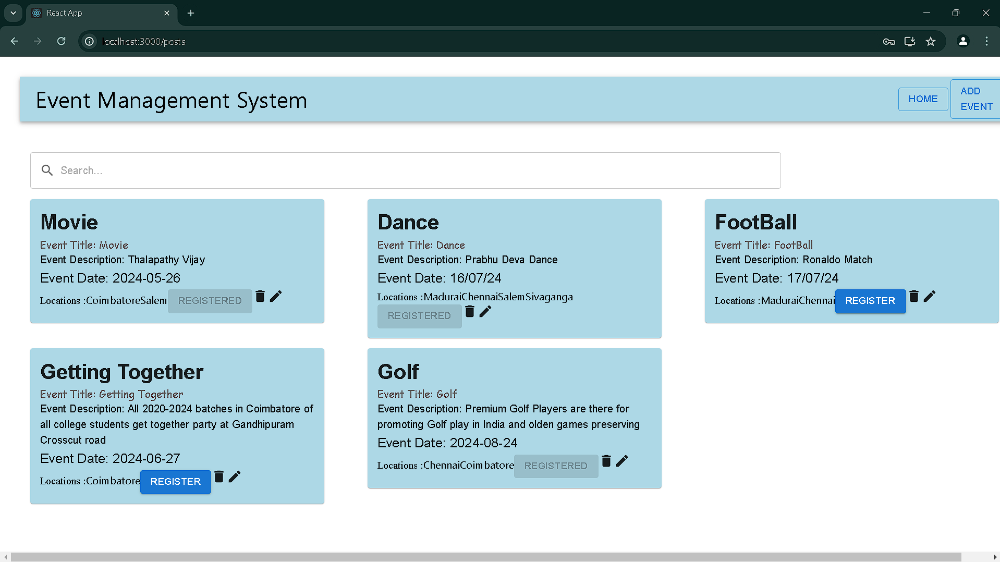 React App
localhost:3000/posts
Event Management System
HOME
ADD
EVENT
Search...
Movie
Event Title: Movie
Event Description: Thalapathy Vijay
Event Date: 2024-05-26
Locations :CoimbatoreSalem REGISTERED
Dance
Event Title: Dance
Event Description: Prabhu Deva Dance
Event Date: 16/07/24
Locations :MaduraiChennaiSalemSivaganga
REGISTERED
FootBall
Event Title: FootBall
Event Description: Ronaldo Match
Event Date: 17/07/24
Locations :MaduraiChennai REGISTER
Getting Together
Event Title: Getting Together
Event Description: All 2020-2024 batches in Coimbatore of
all college students get together party at Gandhipuram
Crosscut road
Event Date: 2024-06-27
Locations :Coimbatore REGISTER
Golf
Event Title: Golf
Event Description: Premium Golf Players are there for
promoting Golf play in India and olden games preserving
Event Date: 2024-08-24
Locations :ChennaiCoimbatore REGISTERED